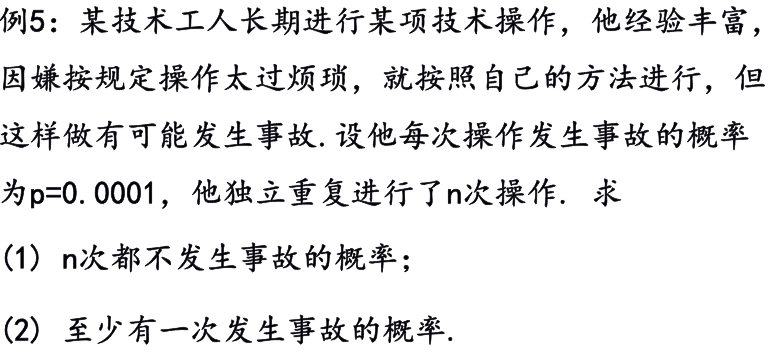 例5：某技术工人长期进行某项技术操作，他经验丰富，
因嫌按规定操作太过烦琐，就按照自己的方法进行，但
这样做有可能发生事故.设他每次操作发生事故的概率
为p=0.0001，他独立重复进行了n次操作. 求
(1) n次都不发生事故的概率；
(2) 至少有一次发生事故的概率.